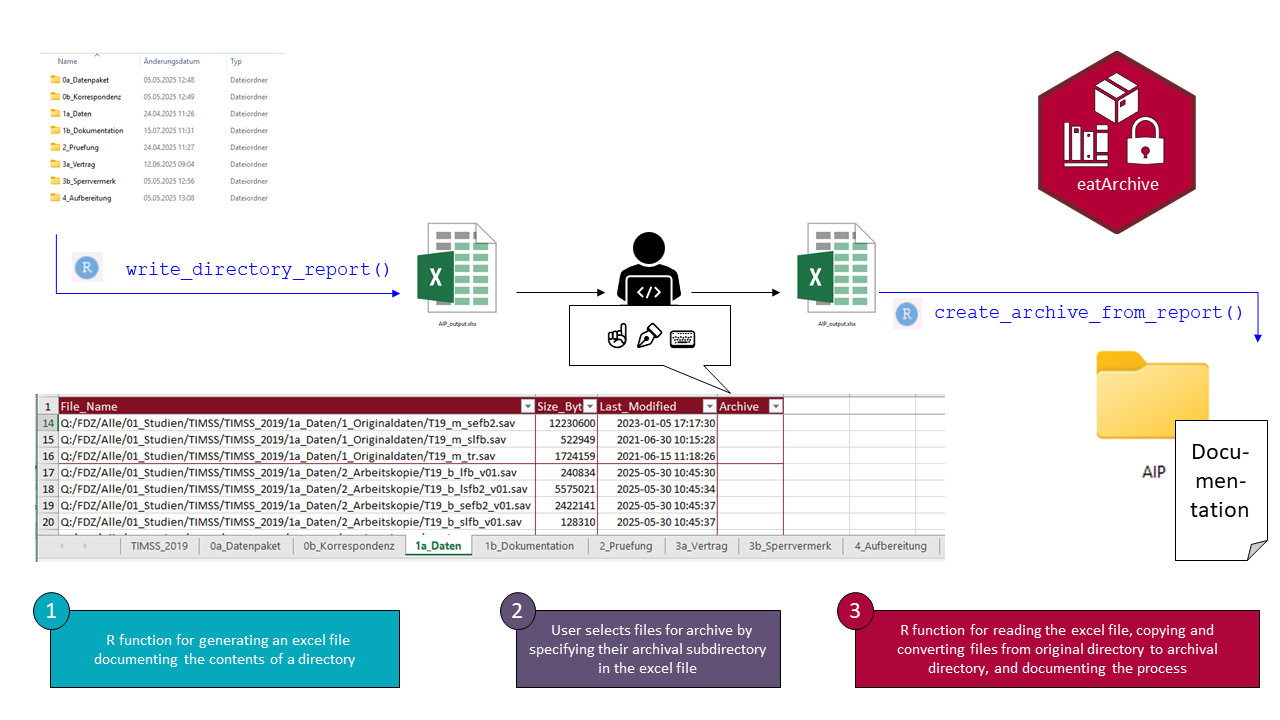 Name Änderungsdatum Typ
0a_Datenpaket 05.05.2025 12:48 Dateiordner
0b_Korrespondenz 05.05.2025 12:49 Dateiordner
1a_Daten 24.04.2025 11:26 Dateiordner
1b_Dokumentation 15.07.2025 11:31 Dateiordner
2_Pruefung 24.04.2025 11:27 Dateiordner
3a_Vertrag 12.06.2025 09:04 Dateiordner
3b_Sperrvermerk 05.05.2025 12:56 Dateiordner
4_Aufbereitung 05.05.2025 13:08 Dateiordner
eatArchive
R write_directory_report()
X
AIP_output.xlsx
</>
X
AIP_output.xlsx
R create_archive_from_report()
AIP
Docu-
men-
tation
1 File_Name Size_Byt Last_Modified Archive
14 Q:/FDZ/Alle/01_Studien/TIMSS/TIMSS_2019/1a_Daten/1_Originaldaten/T19_m_sefb2.sav 12230600 2023-01-05 17:17:30
15 Q:/FDZ/Alle/01_Studien/TIMSS/TIMSS_2019/1a_Daten/1_Originaldaten/T19_m_slfb.sav 522949 2021-06-30 10:15:28
16 Q:/FDZ/Alle/01_Studien/TIMSS/TIMSS_2019/1a_Daten/1_Originaldaten/T19_m_tr.sav 1724159 2021-06-15 11:18:26
17 Q:/FDZ/Alle/01_Studien/TIMSS/TIMSS_2019/1a_Daten/2_Arbeitskopie/T19_b_lfb_v01.sav 240834 2025-05-30 10:45:30
18 Q:/FDZ/Alle/01_Studien/TIMSS/TIMSS_2019/1a_Daten/2_Arbeitskopie/T19_b_lsfb2_v01.sav 5575021 2025-05-30 10:45:34
19 Q:/FDZ/Alle/01_Studien/TIMSS/TIMSS_2019/1a_Daten/2_Arbeitskopie/T19_b_sefb2_v01.sav 2422141 2025-05-30 10:45:37
20 Q:/FDZ/Alle/01_Studien/TIMSS/TIMSS_2019/1a_Daten/2_Arbeitskopie/T19_b_slfb_v01.sav 128310 2025-05-30 10:45:37
TIMSS_2019 0a_Datenpaket 0b_Korrespondenz 1a_Daten 1b_Dokumentation 2_Pruefung 3a_Vertrag 3b_Sperrvermerk 4_Aufbereitung
1
R function for generating an excel file
documenting the contents of a directory
2
User selects files for archive by
specifying their archival subdirectory
in the excel file
3
R function for reading the excel file, copying and
converting files from original directory to archival
directory, and documenting the process